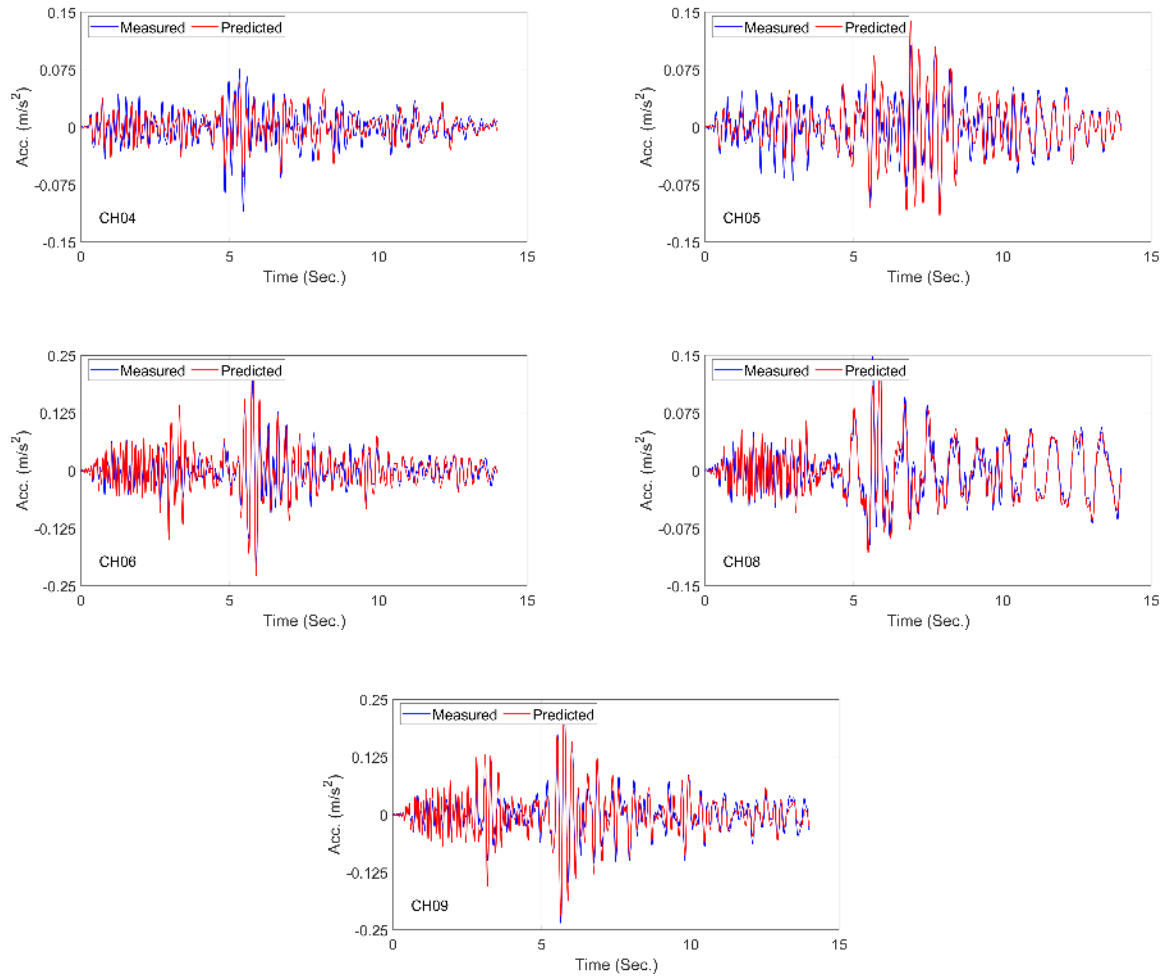 0.15
Measured Predicted
0.075
0
-0.075
-0.15
Acc. (m/s²)
CH04
0 5 10 15
Time (Sec.)
0.15
Measured Predicted
0.075
0
-0.075
-0.15
Acc. (m/s²)
CH05
0 5 10 15
Time (Sec.)
0.25
Measured Predicted
0.125
0
-0.125
-0.25
Acc. (m/s²)
CH06
0 5 10 15
Time (Sec.)
0.15
Measured Predicted
0.075
0
-0.075
-0.15
Acc. (m/s²)
CH08
0 5 10 15
Time (Sec.)
0.25
Measured Predicted
0.125
0
-0.125
-0.25
Acc. (m/s²)
CH09
0 5 10 15
Time (Sec.)